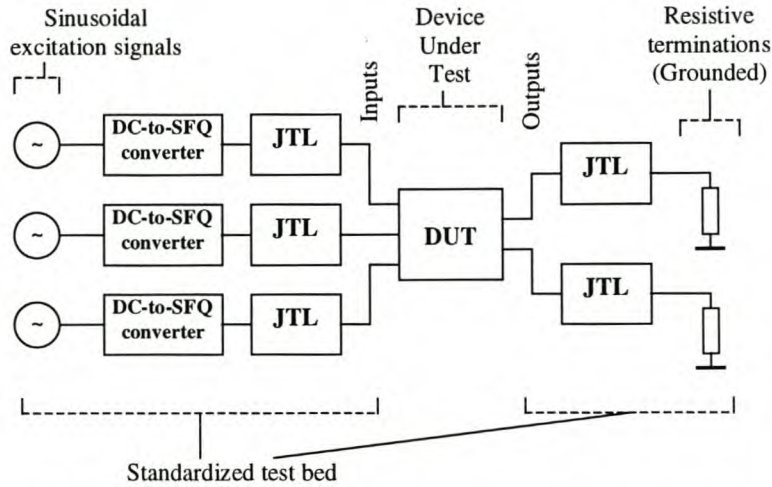 Sinusoidal
excitation signals
Device
Under
Test
Resistive
terminations
(Grounded)
Inputs
Outputs
~
DC-to-SFQ
converter
JTL
~
DC-to-SFQ
converter
JTL
~
DC-to-SFQ
converter
JTL
DUT
JTL
JTL
Standardized test bed